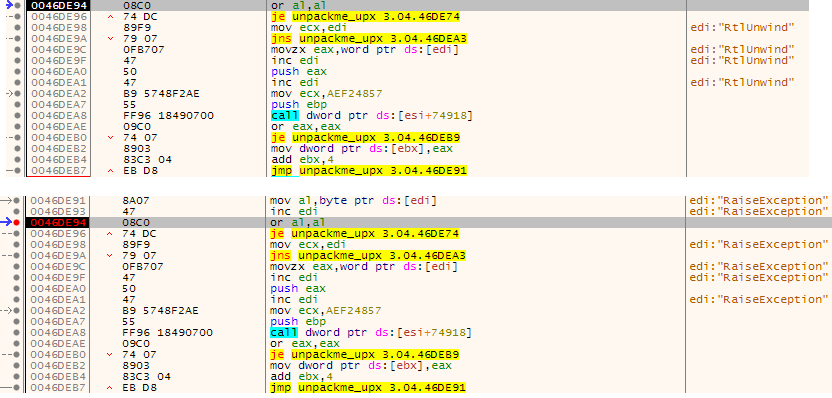 0046DE94 08C0 or al,al
0046DE96 ^ 74 DC je unpackme_upx 3.04.46DE74
0046DE98 89F9 mov ecx,edi edi:"RtlUnwind"
0046DE9A v 79 07 jns unpackme_upx 3.04.46DEA3
0046DE9C 0FB707 movzx eax,word ptr ds:[edi] edi:"RtlUnwind"
0046DE9F 47 inc edi edi:"RtlUnwind"
0046DEA0 50 push eax
0046DEA1 47 inc edi edi:"RtlUnwind"
0046DEA2 B9 5748F2AE mov ecx,AEF24857
0046DEA7 55 push ebp
0046DEA8 FF96 18490700 call dword ptr ds:[esi+74918]
0046DEAE 09C0 or eax,eax
0046DEB0 v 74 07 je unpackme_upx 3.04.46DEB9
0046DEB2 8903 mov dword ptr ds:[ebx],eax
0046DEB4 83C3 04 add ebx,4
0046DEB7 ^ EB D8 jmp unpackme_upx 3.04.46DE91
0046DE91 8A07 mov al,byte ptr ds:[edi] edi:"RaiseException"
0046DE93 47 inc edi edi:"RaiseException"
0046DE94 08C0 or al,al
0046DE96 ^ 74 DC je unpackme_upx 3.04.46DE74
0046DE98 89F9 mov ecx,edi edi:"RaiseException"
0046DE9A v 79 07 jns unpackme_upx 3.04.46DEA3
0046DE9C 0FB707 movzx eax,word ptr ds:[edi] edi:"RaiseException"
0046DE9F 47 inc edi edi:"RaiseException"
0046DEA0 50 push eax
0046DEA1 47 inc edi edi:"RaiseException"
0046DEA2 B9 5748F2AE mov ecx,AEF24857
0046DEA7 55 push ebp
0046DEA8 FF96 18490700 call dword ptr ds:[esi+74918]
0046DEAE 09C0 or eax,eax
0046DEB0 v 74 07 je unpackme_upx 3.04.46DEB9
0046DEB2 8903 mov dword ptr ds:[ebx],eax
0046DEB4 83C3 04 add ebx,4
0046DEB7 ^ EB D8 jmp unpackme_upx 3.04.46DE91